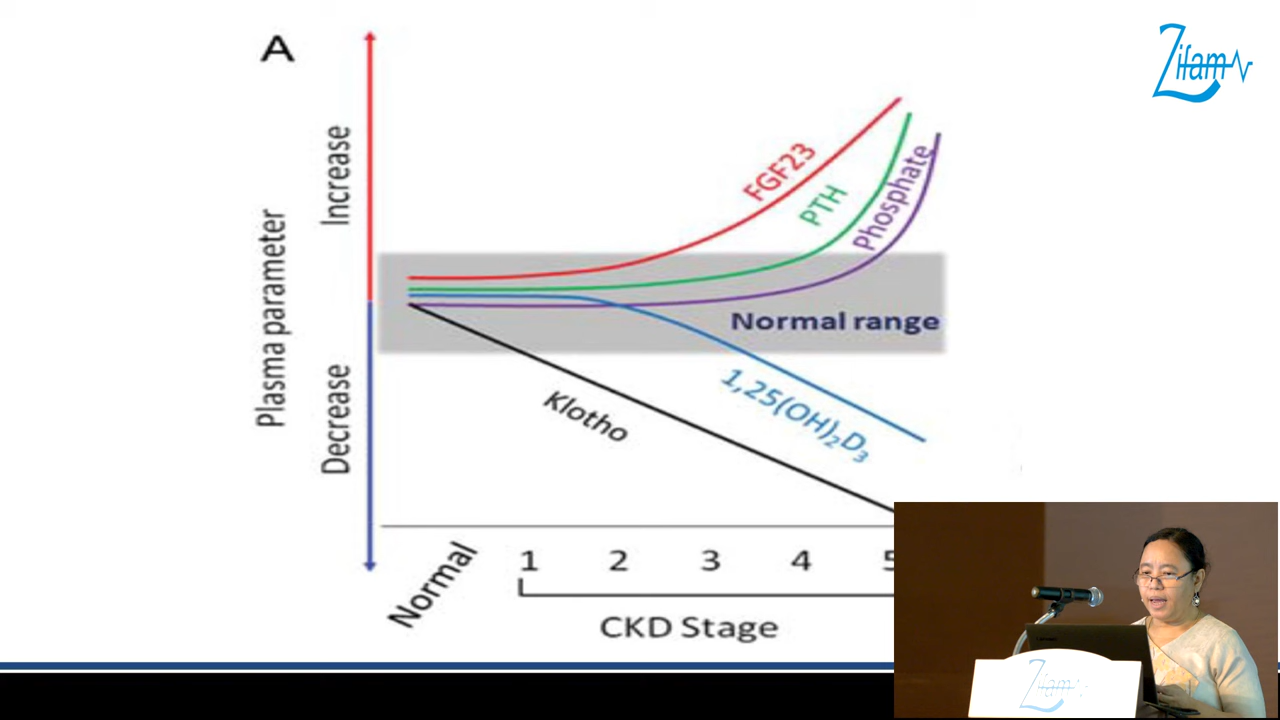 A
Zifam
Increase
FGF23
PTH
Phosphate
Plasma parameter
Normal range
Decrease
Klotho
1,25(OH)₂D₃
Normal
1 2 3 4
CKD Stage
Zifam